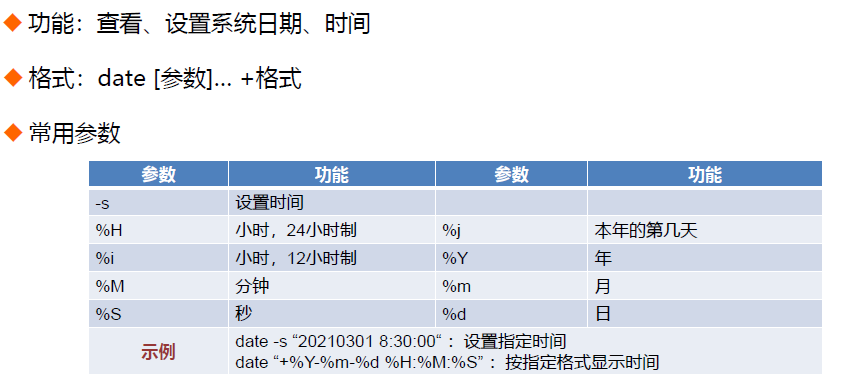 ◆ 功能：查看、设置系统日期、时间
◆ 格式：date [参数]... +格式
◆ 常用参数
参数 功能 参数 功能
-s 设置时间
%H 小时，24小时制 %j 本年的第几天
%i 小时，12小时制 %Y 年
%M 分钟 %m 月
%S 秒 %d 日
示例 date -s “20210301 8:30:00“ ：设置指定时间
date “+%Y-%m-%d %H:%M:%S” ：按指定格式显示时间